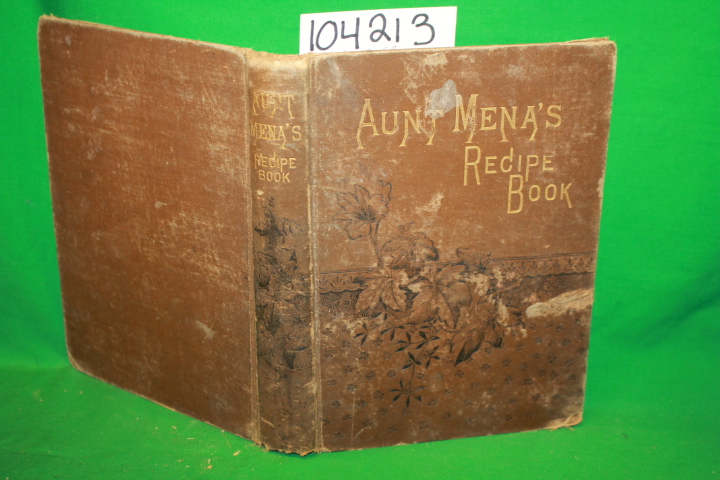 104213
AUNT
MENA'S
RECIPE
BOOK
AUNT MENA'S
RECIPE
BOOK